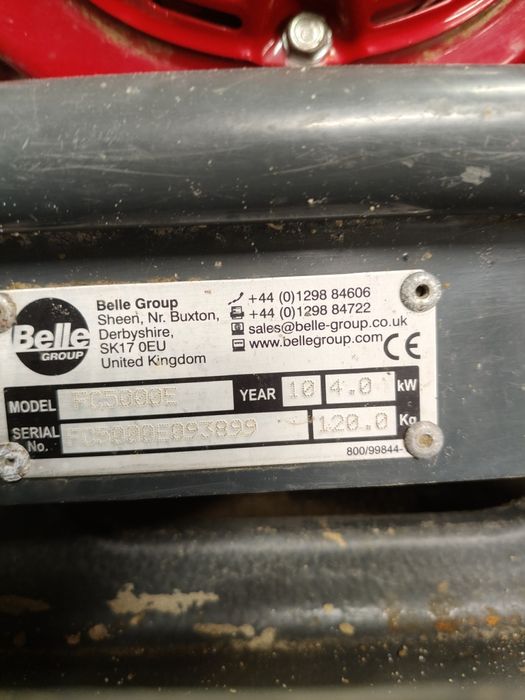 Belle
GROUP
Belle Group
Sheen, Nr. Buxton,
Derbyshire,
SK17 0EU
United Kingdom
+44 (0)1298 84606
+44 (0)1298 84722
sales@belle-group.co.uk
www.bellegroup.com
CE
MODEL FC5000E YEAR 10 4.0 kW
SERIAL No. FC5000E093899 120.0 Kg
800/99844-